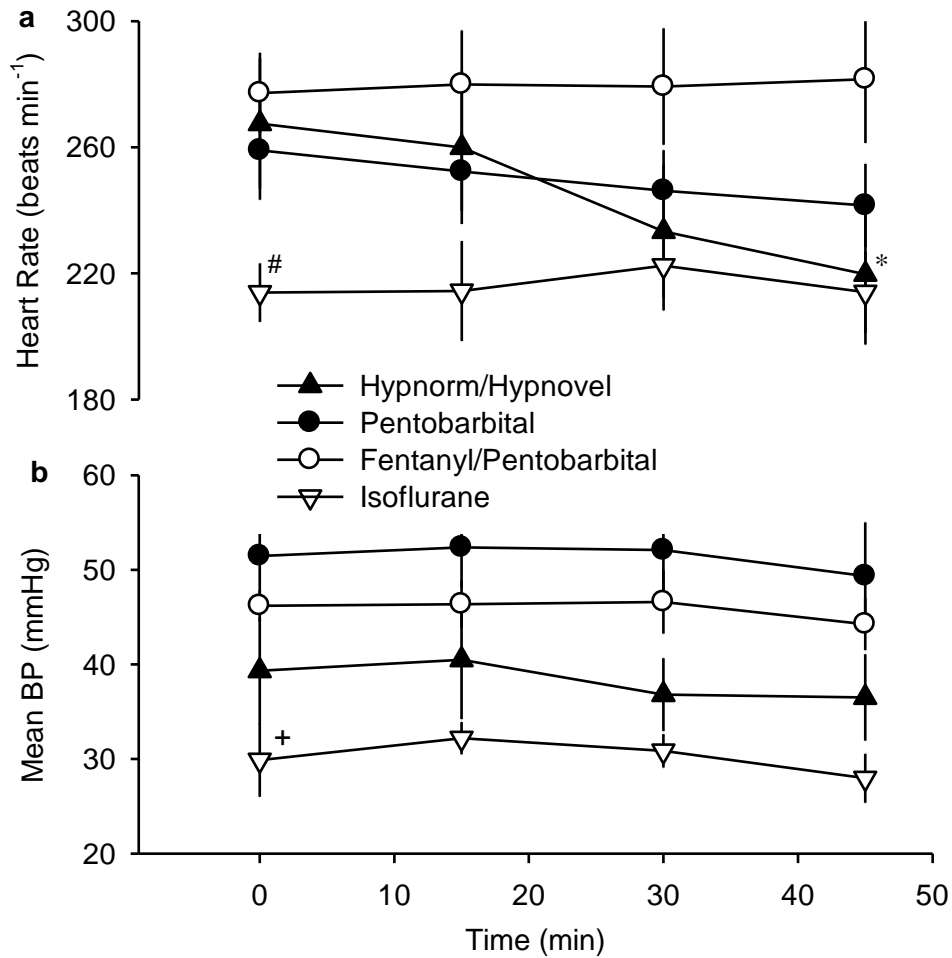 a
300
260
220
180
Heart Rate (beats min-1)
#
*
Hypnorm/Hypnovel
Pentobarbital
Fentanyl/Pentobarbital
Isoflurane
b
60
50
40
30
20
Mean BP (mmHg)
+
0 10 20 30 40 50
Time (min)